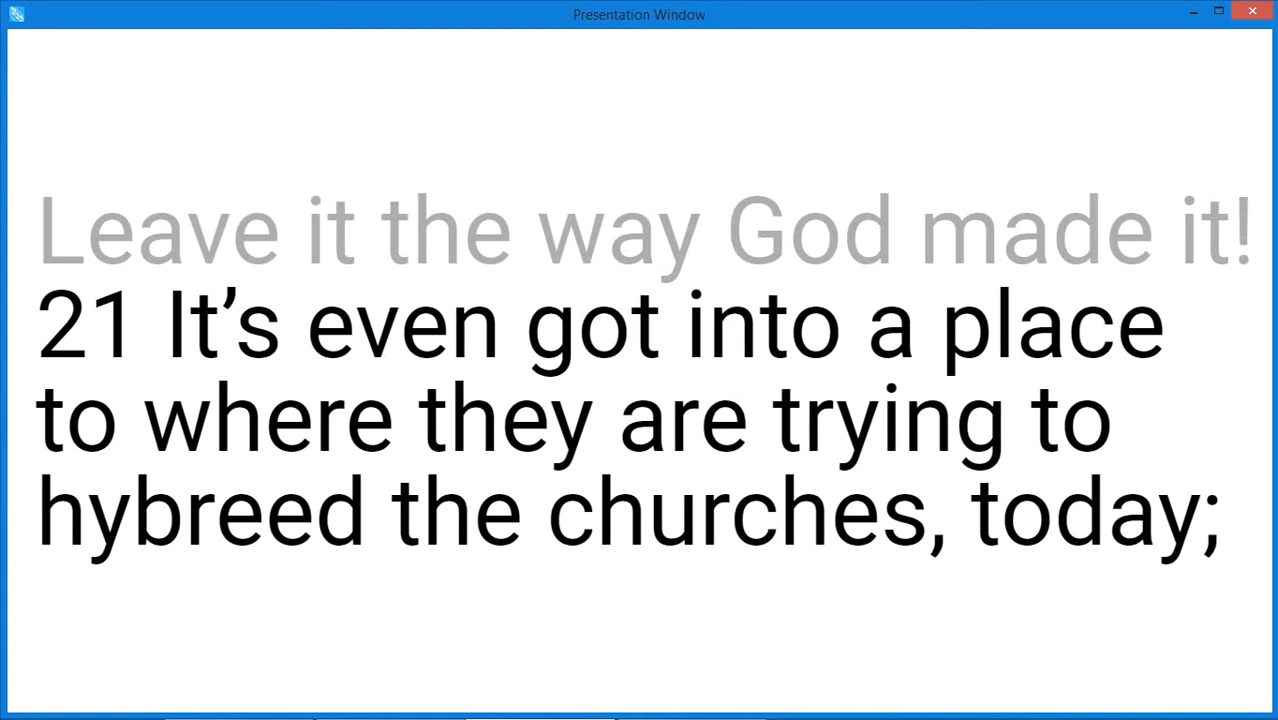 Presentation Window
Leave it the way God made it!
21 It’s even got into a place
to where they are trying to
hybreed the churches, today;